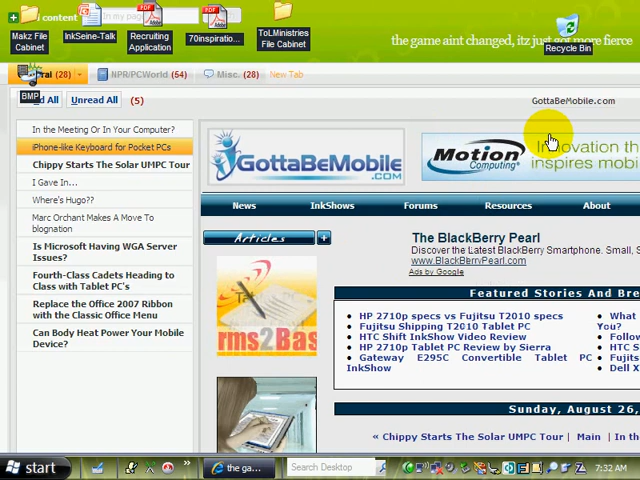 content
Makz File
Cabinet
InkSeine-Talk
Recruiting
Application
70inspiratio...
ToLMinistries
File Cabinet
the game aint changed, itz just got more fierce
Recycle Bin
(28)
NPR/PCWorld (54)
Misc. (28)
New Tab
BMP
All
Unread All
(5)
GottaBeMobile.com
In the Meeting Or In Your Computer?
iPhone-like Keyboard for Pocket PCs
Chippy Starts The Solar UMPC Tour
I Gave In...
Where's Hugo??
Marc Orchant Makes A Move To
blognation
Is Microsoft Having WGA Server
Issues?
Fourth-Class Cadets Heading to
Class with Tablet PC's
Replace the Office 2007 Ribbon
with the Classic Office Menu
Can Body Heat Power Your Mobile
Device?
GottaBeMobile
.COM
Motion
Computing
Innovation th
inspires mobi
News
InkShows
Forums
Resources
About
Articles
+
The BlackBerry Pearl
Discover the Latest BlackBerry Smartphone. Small, S
www.BlackBerryPearl.com
Ads by Google
rms2Bas
Featured Stories And Bre
HP 2710p specs vs Fujitsu T2010 specs
Fujitsu Shipping T2010 Tablet PC
HTC Shift InkShow Video Review
HP 2710p Tablet PC Review by Sierra
Gateway E295C Convertible Tablet PC
InkShow
What
You?
Follow
HTC S
Dell X
Sunday, August 26,
« Chippy Starts The Solar UMPC Tour | Main | In th
start
the ga...
Search Desktop
7:32 AM